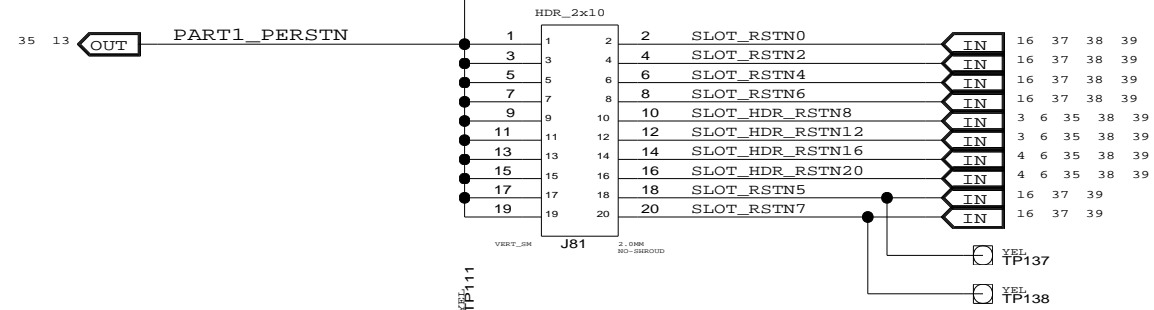 HDR_2x10
35 13 OUT PART1_PERSTN 1 1 2 2 SLOT_RSTN0 IN 16 37 38 39
3 3 4 4 SLOT_RSTN2 IN 16 37 38 39
5 5 6 6 SLOT_RSTN4 IN 16 37 38 39
7 7 8 8 SLOT_RSTN6 IN 16 37 38 39
9 9 10 10 SLOT_HDR_RSTN8 IN 3 6 35 38 39
11 11 12 12 SLOT_HDR_RSTN12 IN 3 6 35 38 39
13 13 14 14 SLOT_HDR_RSTN16 IN 4 6 35 38 39
15 15 16 16 SLOT_HDR_RSTN20 IN 4 6 35 38 39
17 17 18 18 SLOT_RSTN5 IN 16 37 39
19 19 20 20 SLOT_RSTN7 IN 16 37 39
VERT_SM J81 2.0MM
NO-SHROUD
YEL
TP137
YEL
TP111
YEL
TP138